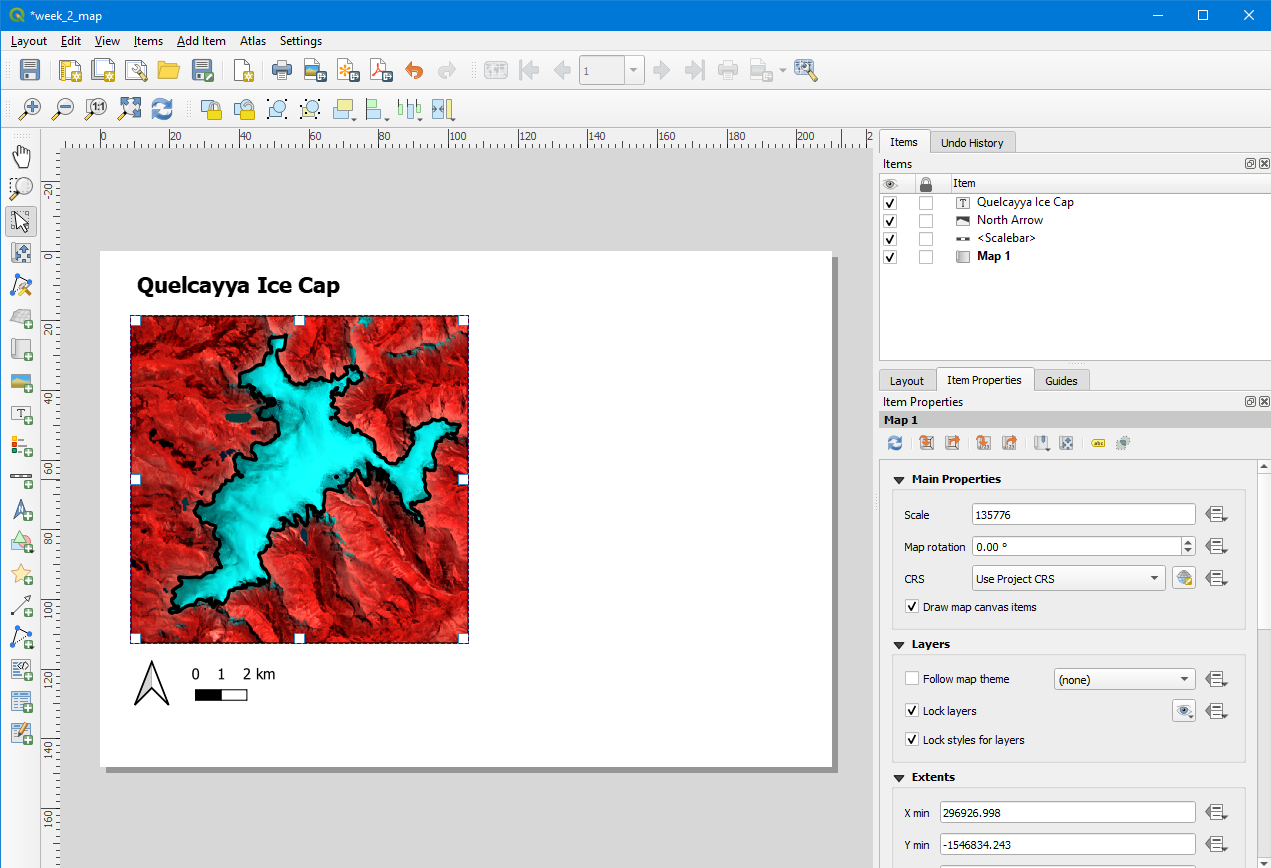 *week_2_map
Layout Edit View Items Add Item Atlas Settings
1
1:1
0 20 40 60 80 100 120 140 160 180 200 2
Items Undo History
Items
Item
T Quelcayya Ice Cap
North Arrow
<Scalebar>
Map 1
-20
0
20
40
60
80
100
120
140
160
Quelcayya Ice Cap
0 1 2 km
Layout Item Properties Guides
Item Properties
Map 1
abc
Main Properties
Scale 135776
Map rotation 0.00 °
CRS Use Project CRS
Draw map canvas items
Layers
Follow map theme (none)
Lock layers
Lock styles for layers
Extents
X min 296926.998
Y min -1546834.243